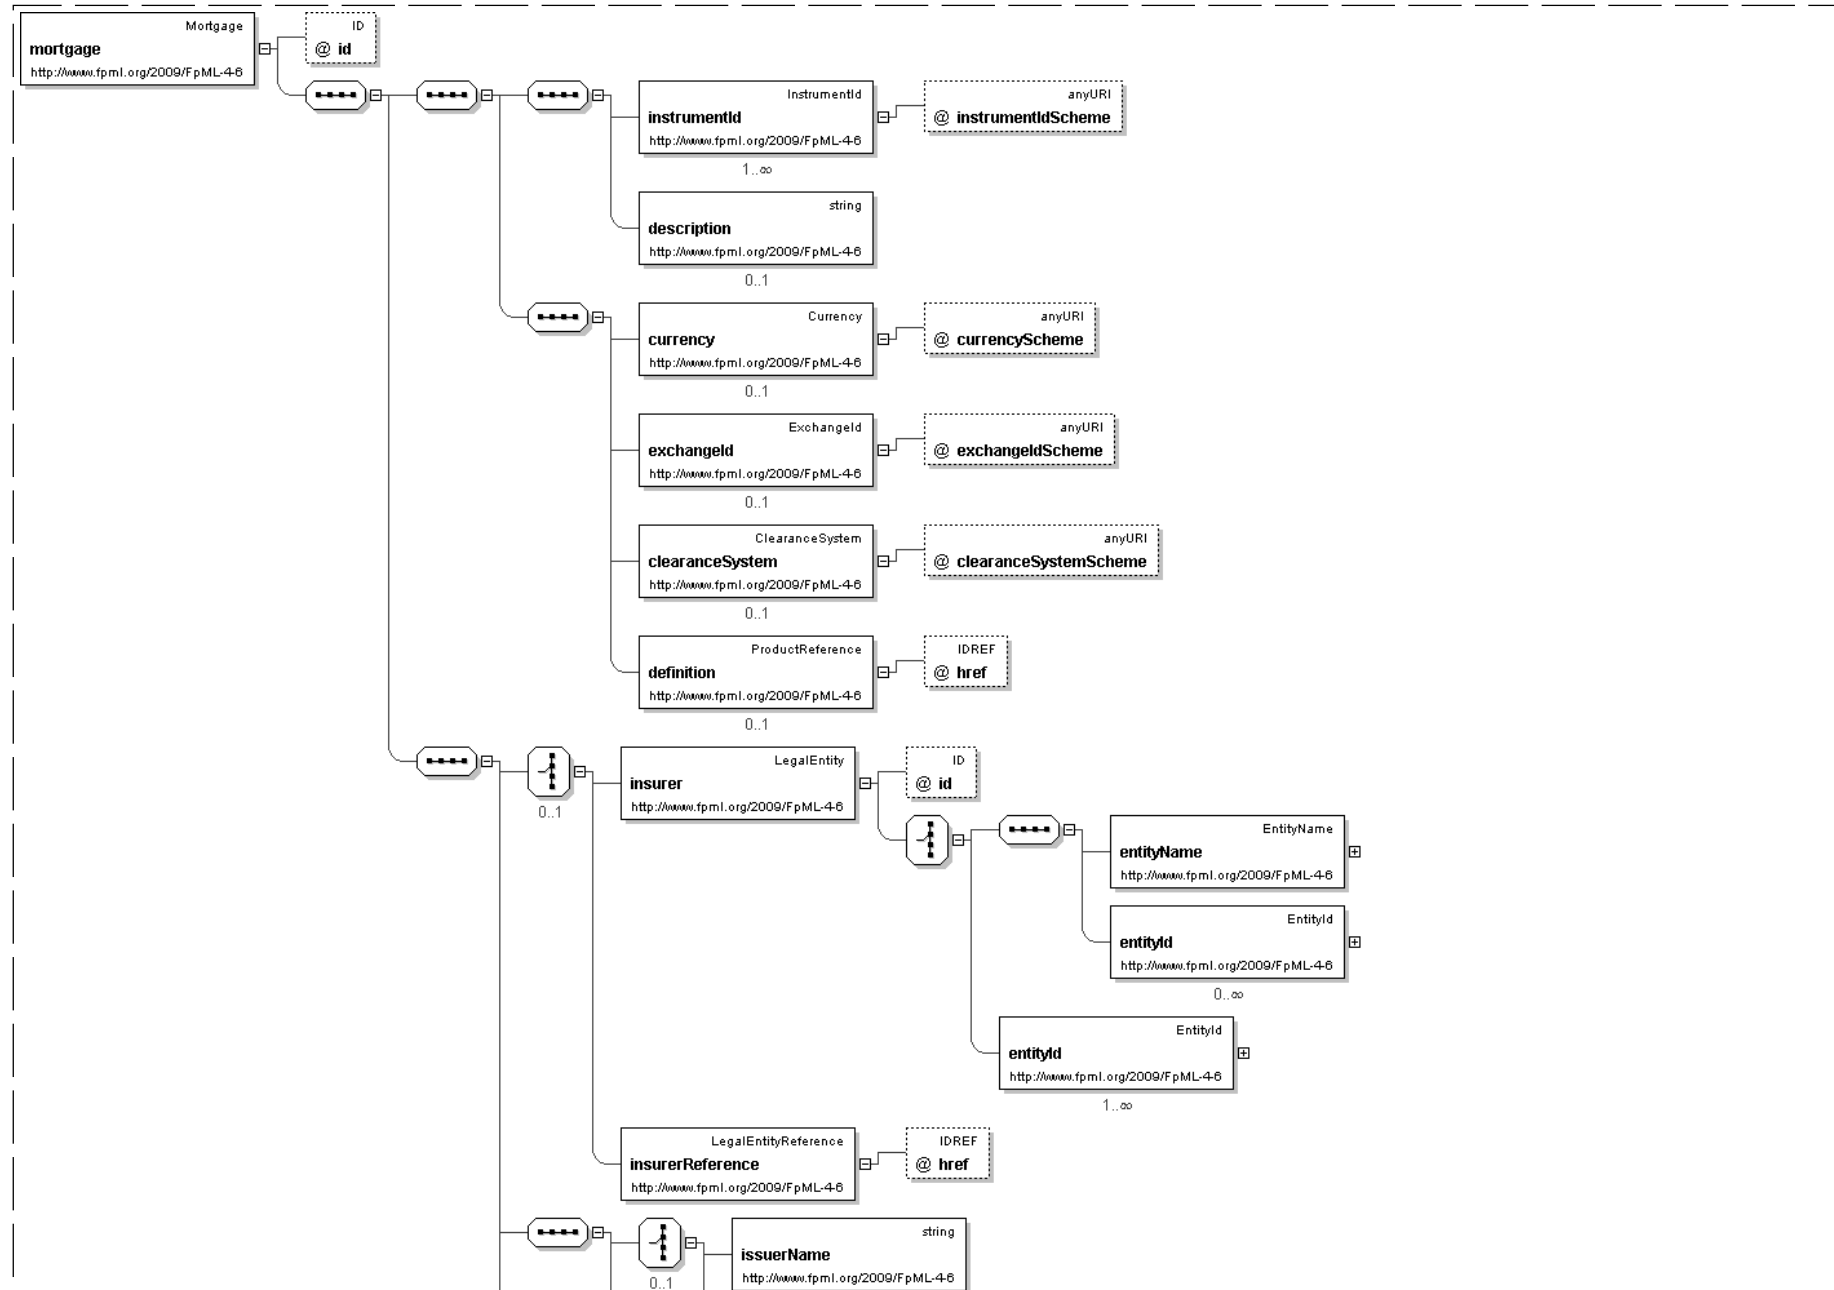 Mortgage
mortgage
http://www.fpml.org/2009/FpML-4-6
ID
@ id
InstrumentId
instrumentId
http://www.fpml.org/2009/FpML-4-6
1..∞
anyURI
@ instrumentIdScheme
string
description
http://www.fpml.org/2009/FpML-4-6
0..1
Currency
currency
http://www.fpml.org/2009/FpML-4-6
0..1
anyURI
@ currencyScheme
ExchangeId
exchangeId
http://www.fpml.org/2009/FpML-4-6
0..1
anyURI
@ exchangeIdScheme
ClearanceSystem
clearanceSystem
http://www.fpml.org/2009/FpML-4-6
0..1
anyURI
@ clearanceSystemScheme
ProductReference
definition
http://www.fpml.org/2009/FpML-4-6
0..1
IDREF
@ href
0..1
LegalEntity
insurer
http://www.fpml.org/2009/FpML-4-6
ID
@ id
EntityName
entityName
http://www.fpml.org/2009/FpML-4-6
EntityId
entityId
http://www.fpml.org/2009/FpML-4-6
0..∞
EntityId
entityId
http://www.fpml.org/2009/FpML-4-6
1..∞
LegalEntityReference
insurerReference
http://www.fpml.org/2009/FpML-4-6
IDREF
@ href
0..1
string
issuerName
http://www.fpml.org/2009/FpML-4-6